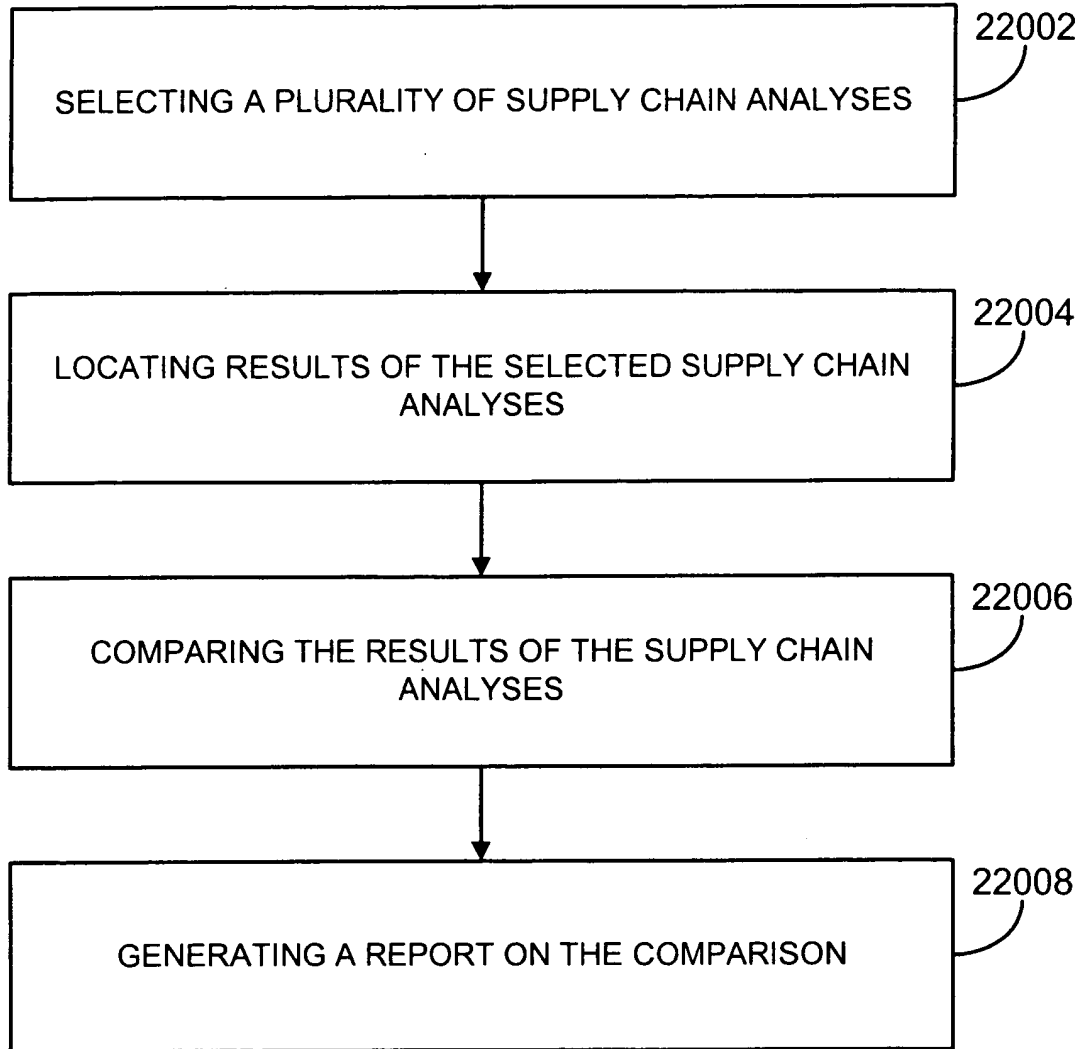 22002
SELECTING A PLURALITY OF SUPPLY CHAIN ANALYSES
22004
LOCATING RESULTS OF THE SELECTED SUPPLY CHAIN
ANALYSES
22006
COMPARING THE RESULTS OF THE SUPPLY CHAIN
ANALYSES
22008
GENERATING A REPORT ON THE COMPARISON